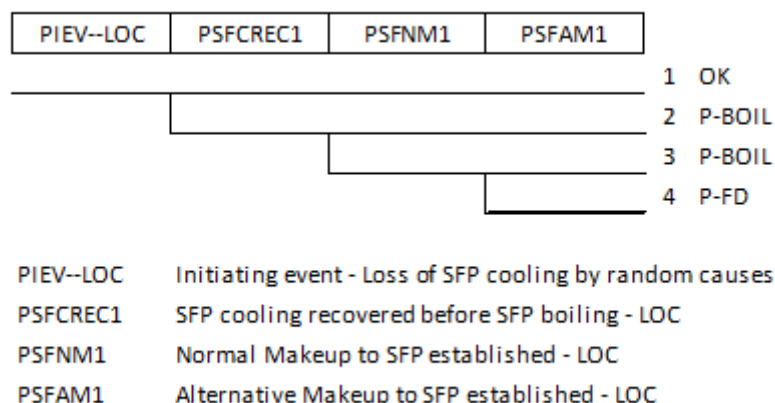 PIEV--LOC PSFCREC1 PSFNM1 PSFAM1
1 OK
2 P-BOIL
3 P-BOIL
4 P-FD
PIEV--LOC Initiating event - Loss of SFP cooling by random causes
PSFCREC1 SFP cooling recovered before SFP boiling - LOC
PSFNM1 Normal Makeup to SFP established - LOC
PSFAM1 Alternative Makeup to SFP established - LOC